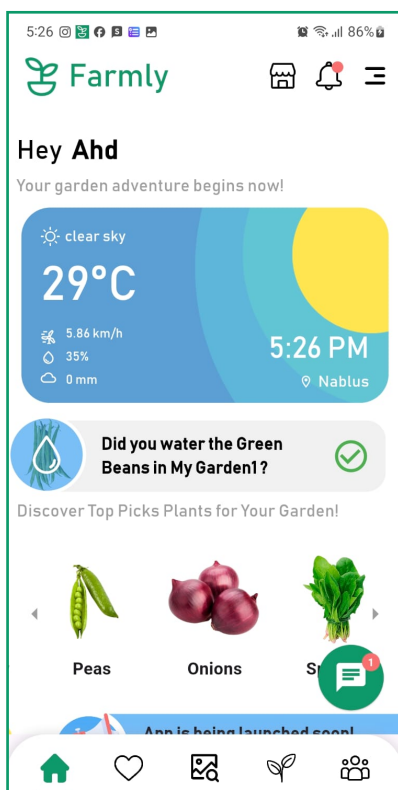 5:26 86%
Farmly
Hey Ahd
Your garden adventure begins now!
clear sky
29°C
5.86 km/h
35%
0 mm
5:26 PM
Nablus
Did you water the Green
Beans in My Garden1?
Discover Top Picks Plants for Your Garden!
Peas Onions
1
App is being launched soon!